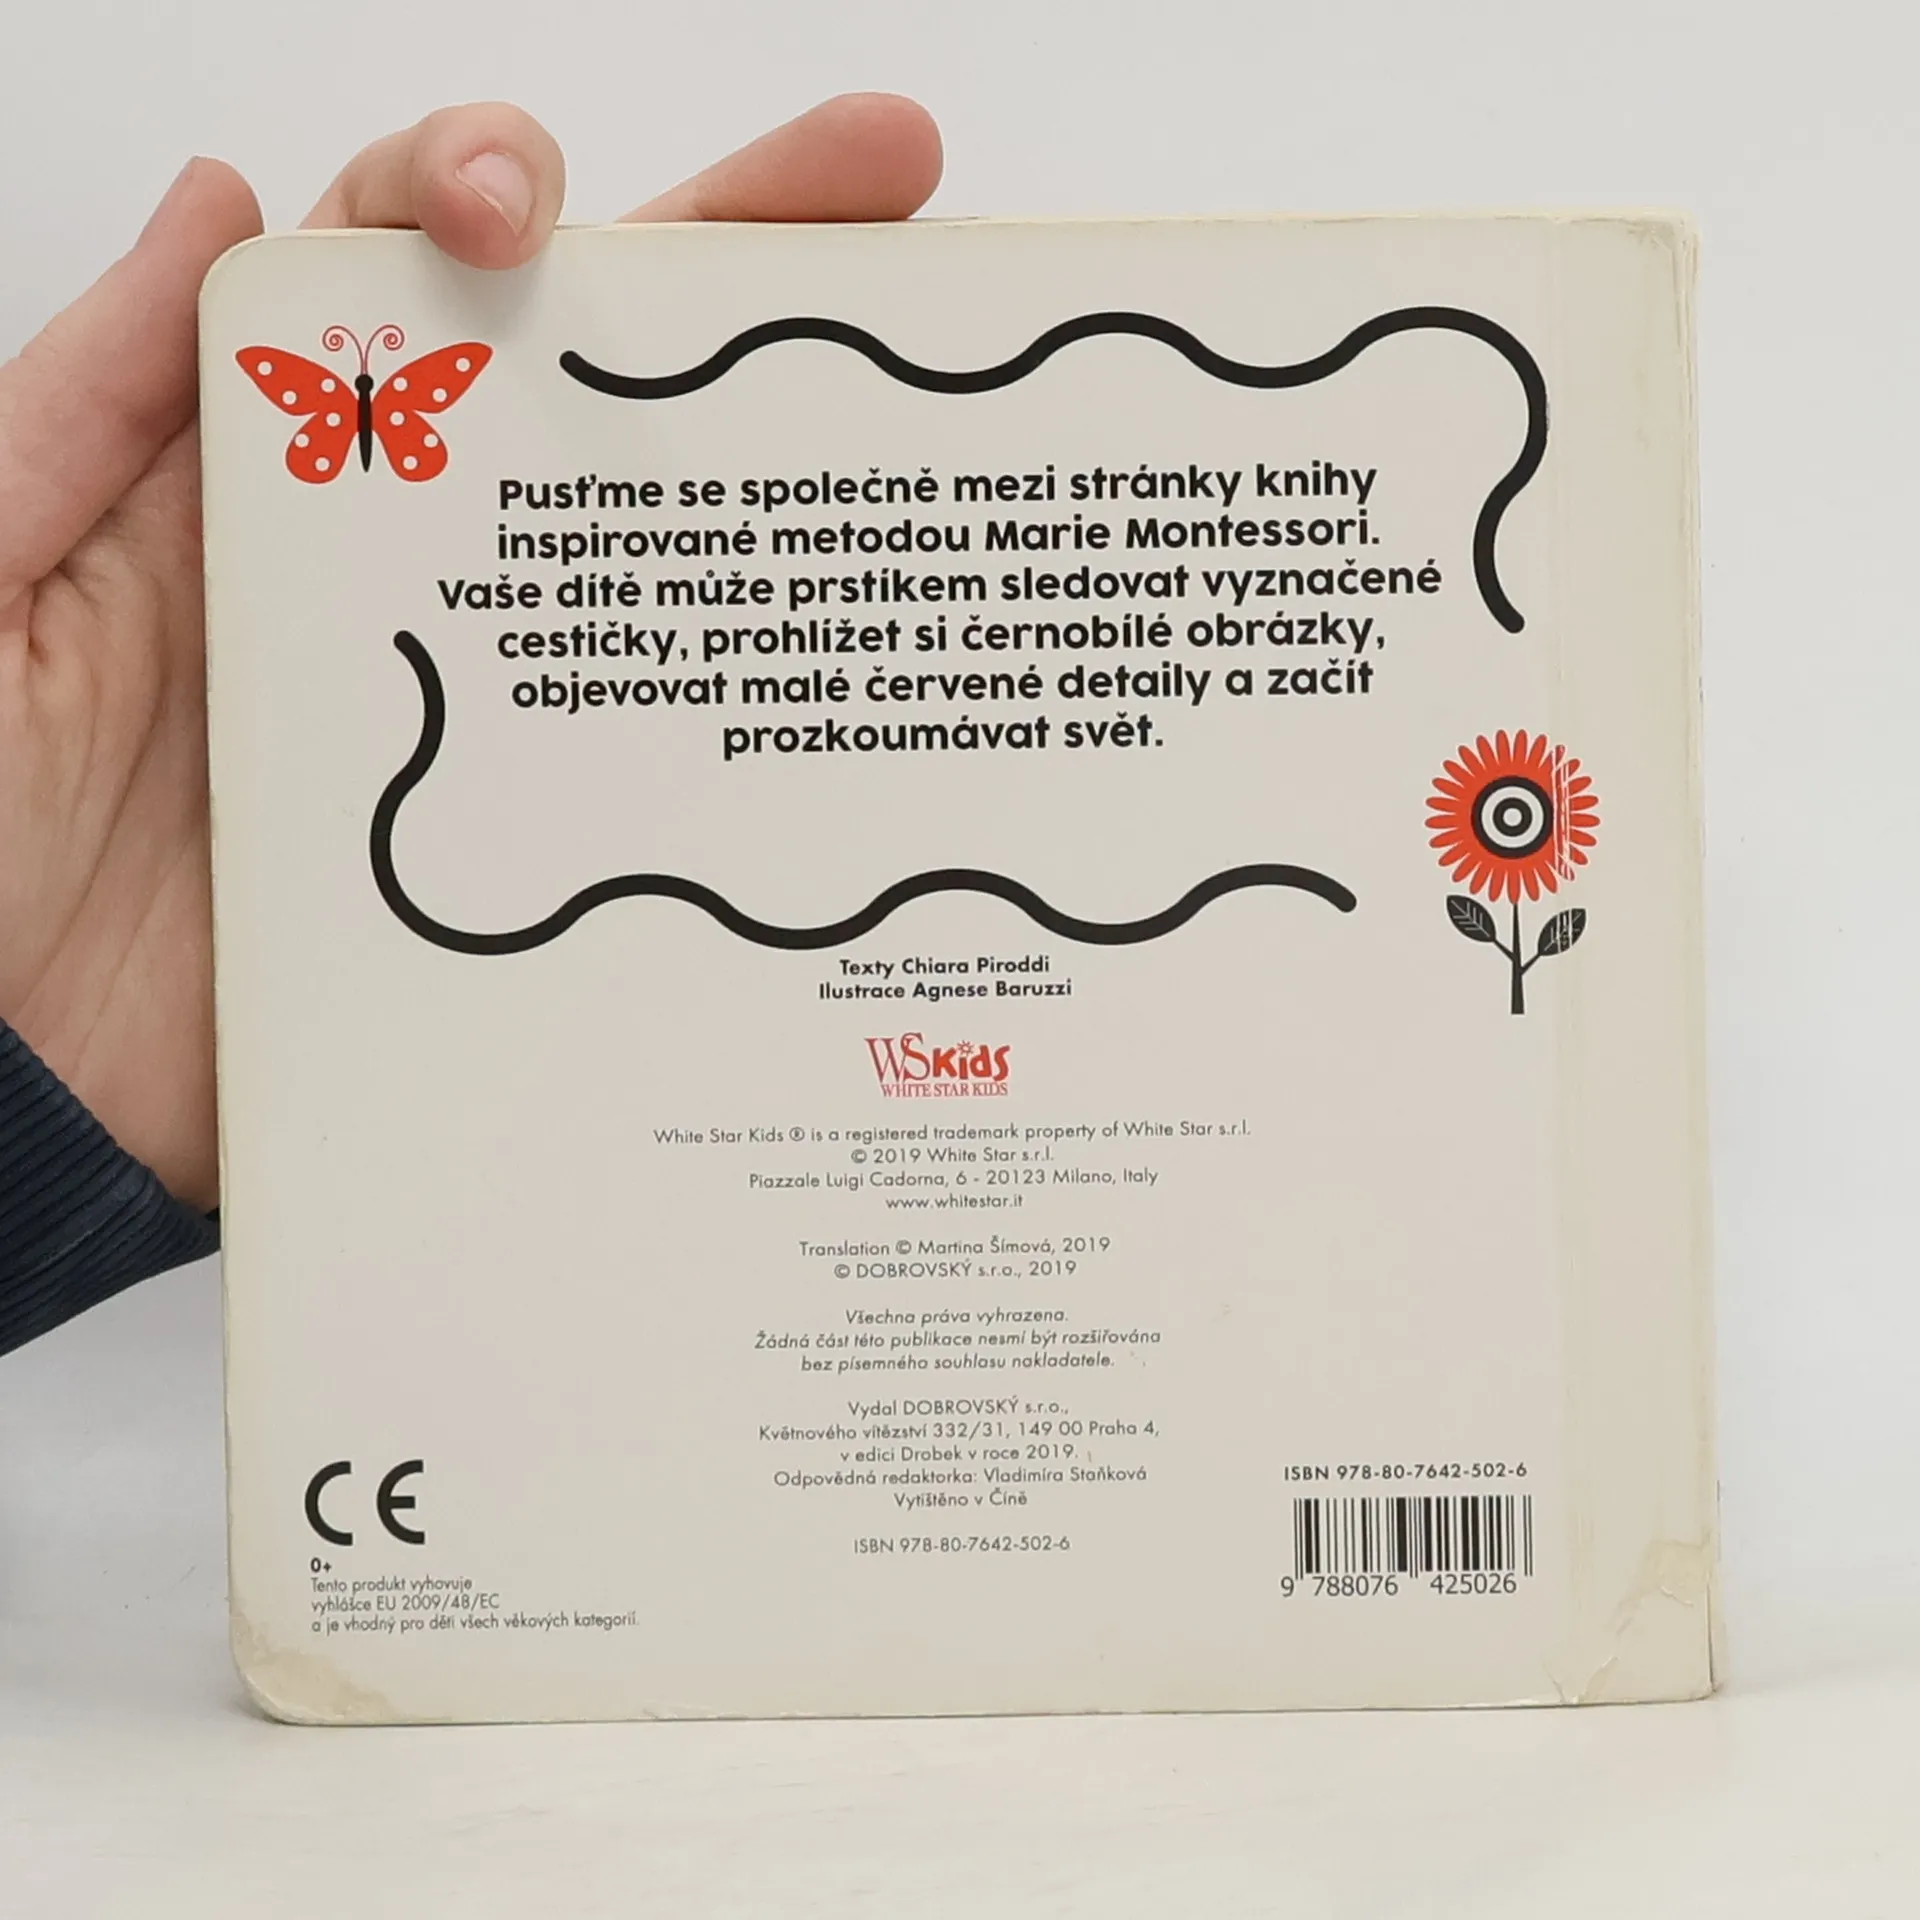 Pusťme se společně mezi stránky knihy
inspirované metodou Marie Montessori.
Vaše dítě může prstíkem sledovat vyznačené
cestičky, prohlížet si černobílé obrázky,
objevovat malé červené detaily a začít
prozkoumávat svět.
Texty Chiara Piroddi
Ilustrace Agnese Baruzzi
WSKids
WHITE STAR KIDS
White Star Kids ® is a registered trademark property of White Star s.r.l.
© 2019 White Star s.r.l.
Piazzale Luigi Cadorna, 6 - 20123 Milano, Italy
www.whitestar.it
Translation © Martina Šímová, 2019
© DOBROVSKÝ s.r.o., 2019
Všechna práva vyhrazena.
Žádná část této publikace nesmí být rozšiřována
bez písemného souhlasu nakladatele.
Vydal DOBROVSKÝ s.r.o.,
Květnového vítězství 332/31, 149 00 Praha 4,
v edici Drobek v roce 2019.
Odpovědná redaktorka: Vladimíra Staňková
Vytištěno v Číně
ISBN 978-80-7642-502-6
CE
0+
Tento produkt vyhovuje
vyhlášce EU 2009/48/EC
a je vhodný pro děti všech věkových kategorií.
ISBN 978-80-7642-502-6
9 788076 425026